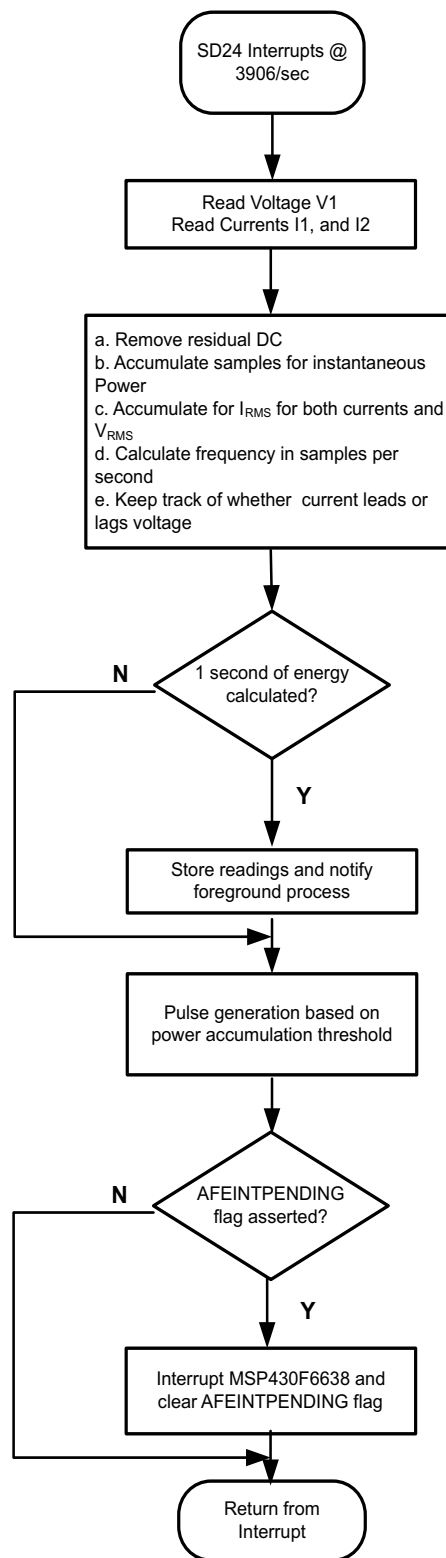 SD24 Interrupts @
3906/sec
Read Voltage V1
Read Currents I1, and I2
a. Remove residual DC
b. Accumulate samples for instantaneous
Power
c. Accumulate for IRMS for both currents and
VRMS
d. Calculate frequency in samples per
second
e. Keep track of whether current leads or
lags voltage
N
1 second of energy
calculated?
Y
Store readings and notify
foreground process
Pulse generation based on
power accumulation threshold
N
AFEINTPENDING
flag asserted?
Y
Interrupt MSP430F6638 and
clear AFEINTPENDING flag
Return from
Interrupt